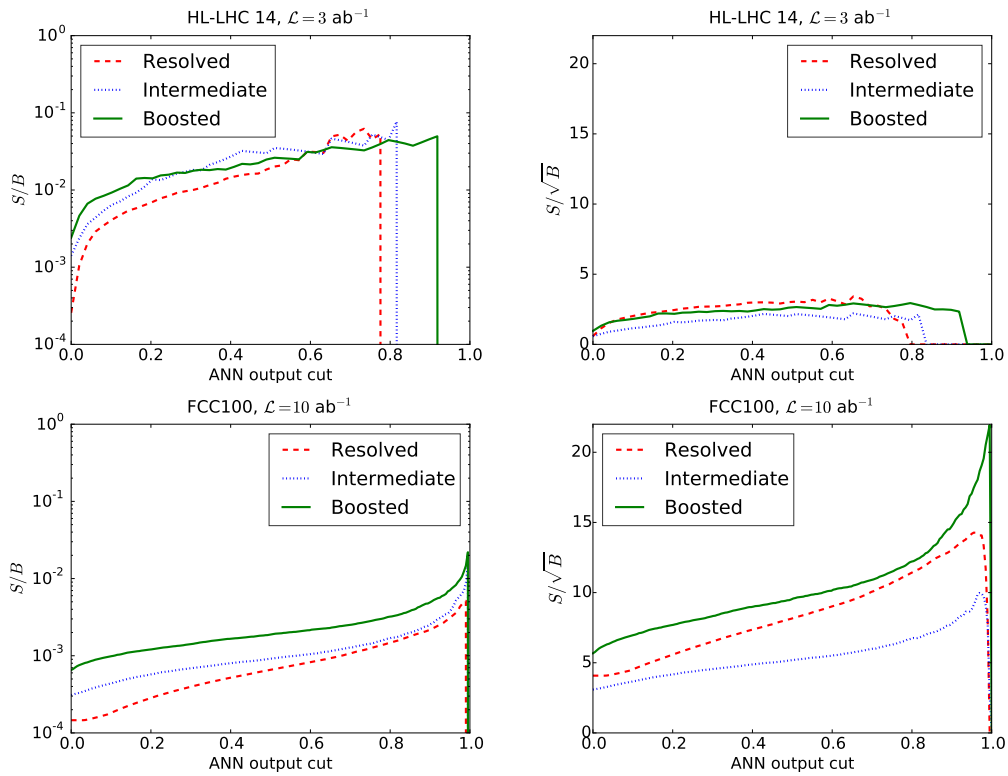 HL-LHC 14, ℒ = 3 ab⁻¹
S/B
10⁰
10⁻¹
10⁻²
10⁻³
10⁻⁴
Resolved
Intermediate
Boosted
0.0 0.2 0.4 0.6 0.8 1.0
ANN output cut
HL-LHC 14, ℒ = 3 ab⁻¹
S/√B
20
15
10
5
0
Resolved
Intermediate
Boosted
0.0 0.2 0.4 0.6 0.8 1.0
ANN output cut
FCC100, ℒ = 10 ab⁻¹
S/B
10⁰
10⁻¹
10⁻²
10⁻³
10⁻⁴
Resolved
Intermediate
Boosted
0.0 0.2 0.4 0.6 0.8 1.0
ANN output cut
FCC100, ℒ = 10 ab⁻¹
S/√B
20
15
10
5
0
Resolved
Intermediate
Boosted
0.0 0.2 0.4 0.6 0.8 1.0
ANN output cut